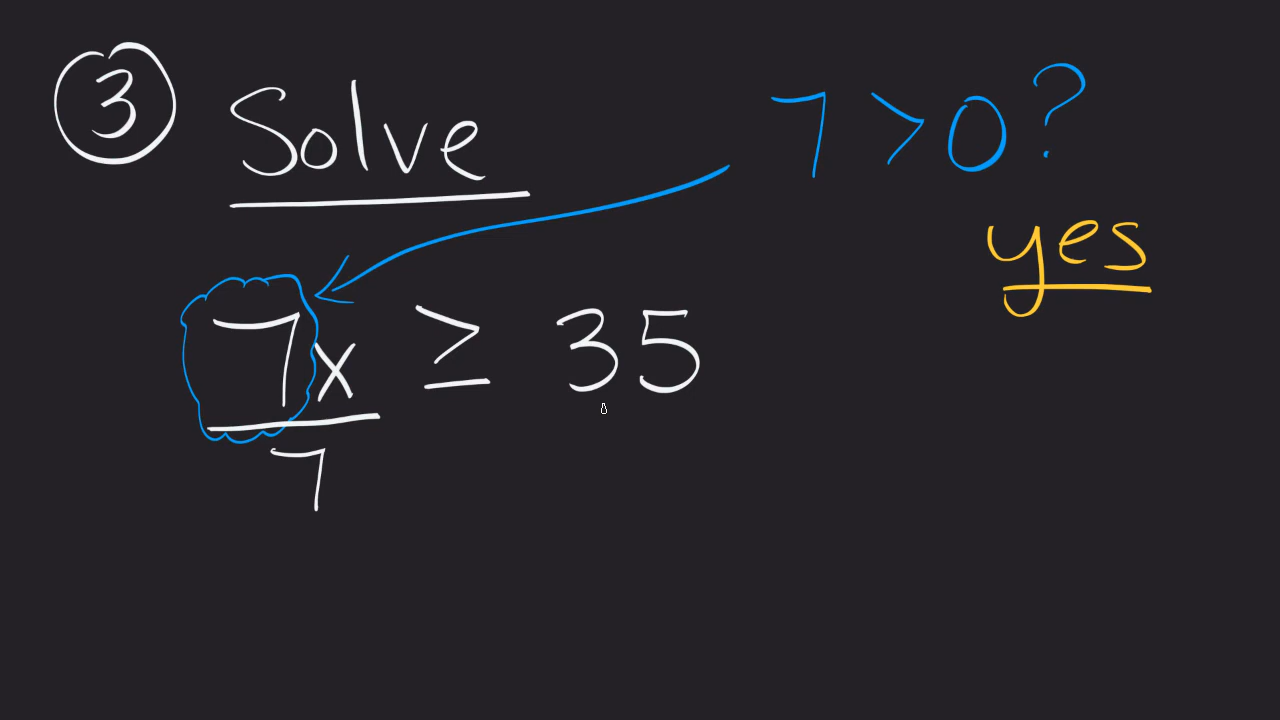 ③ Solve
7 > 0?
yes
7x ≥ 35
7